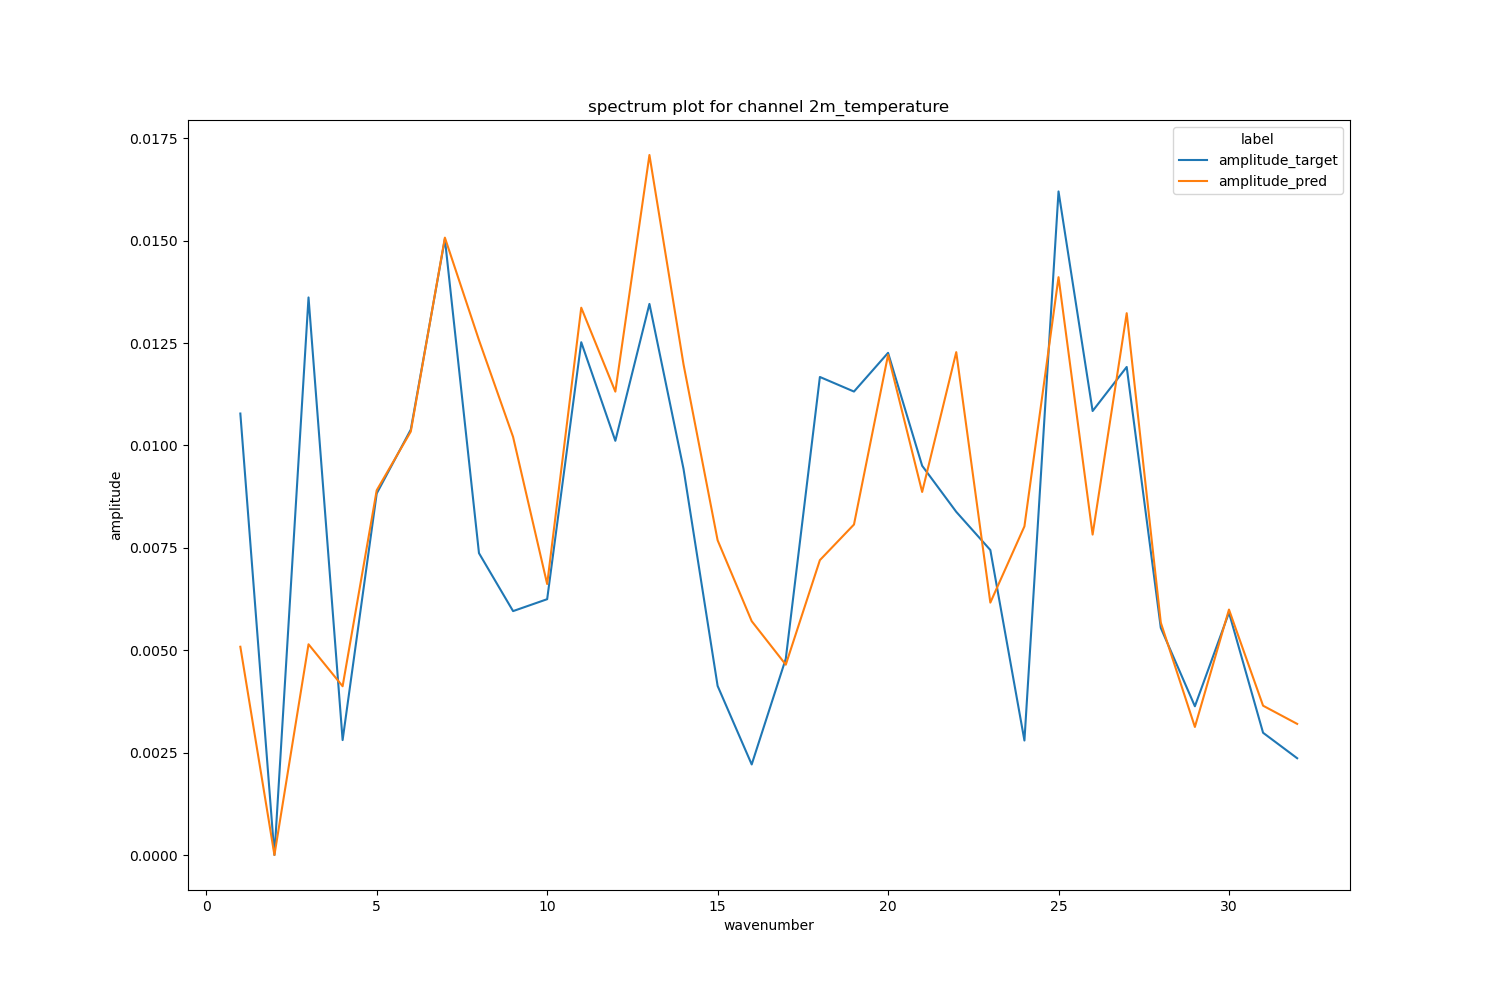 spectrum plot for channel 2m_temperature
label
amplitude_target
amplitude_pred
amplitude
0.0175
0.0150
0.0125
0.0100
0.0075
0.0050
0.0025
0.0000
0 5 10 15 20 25 30
wavenumber